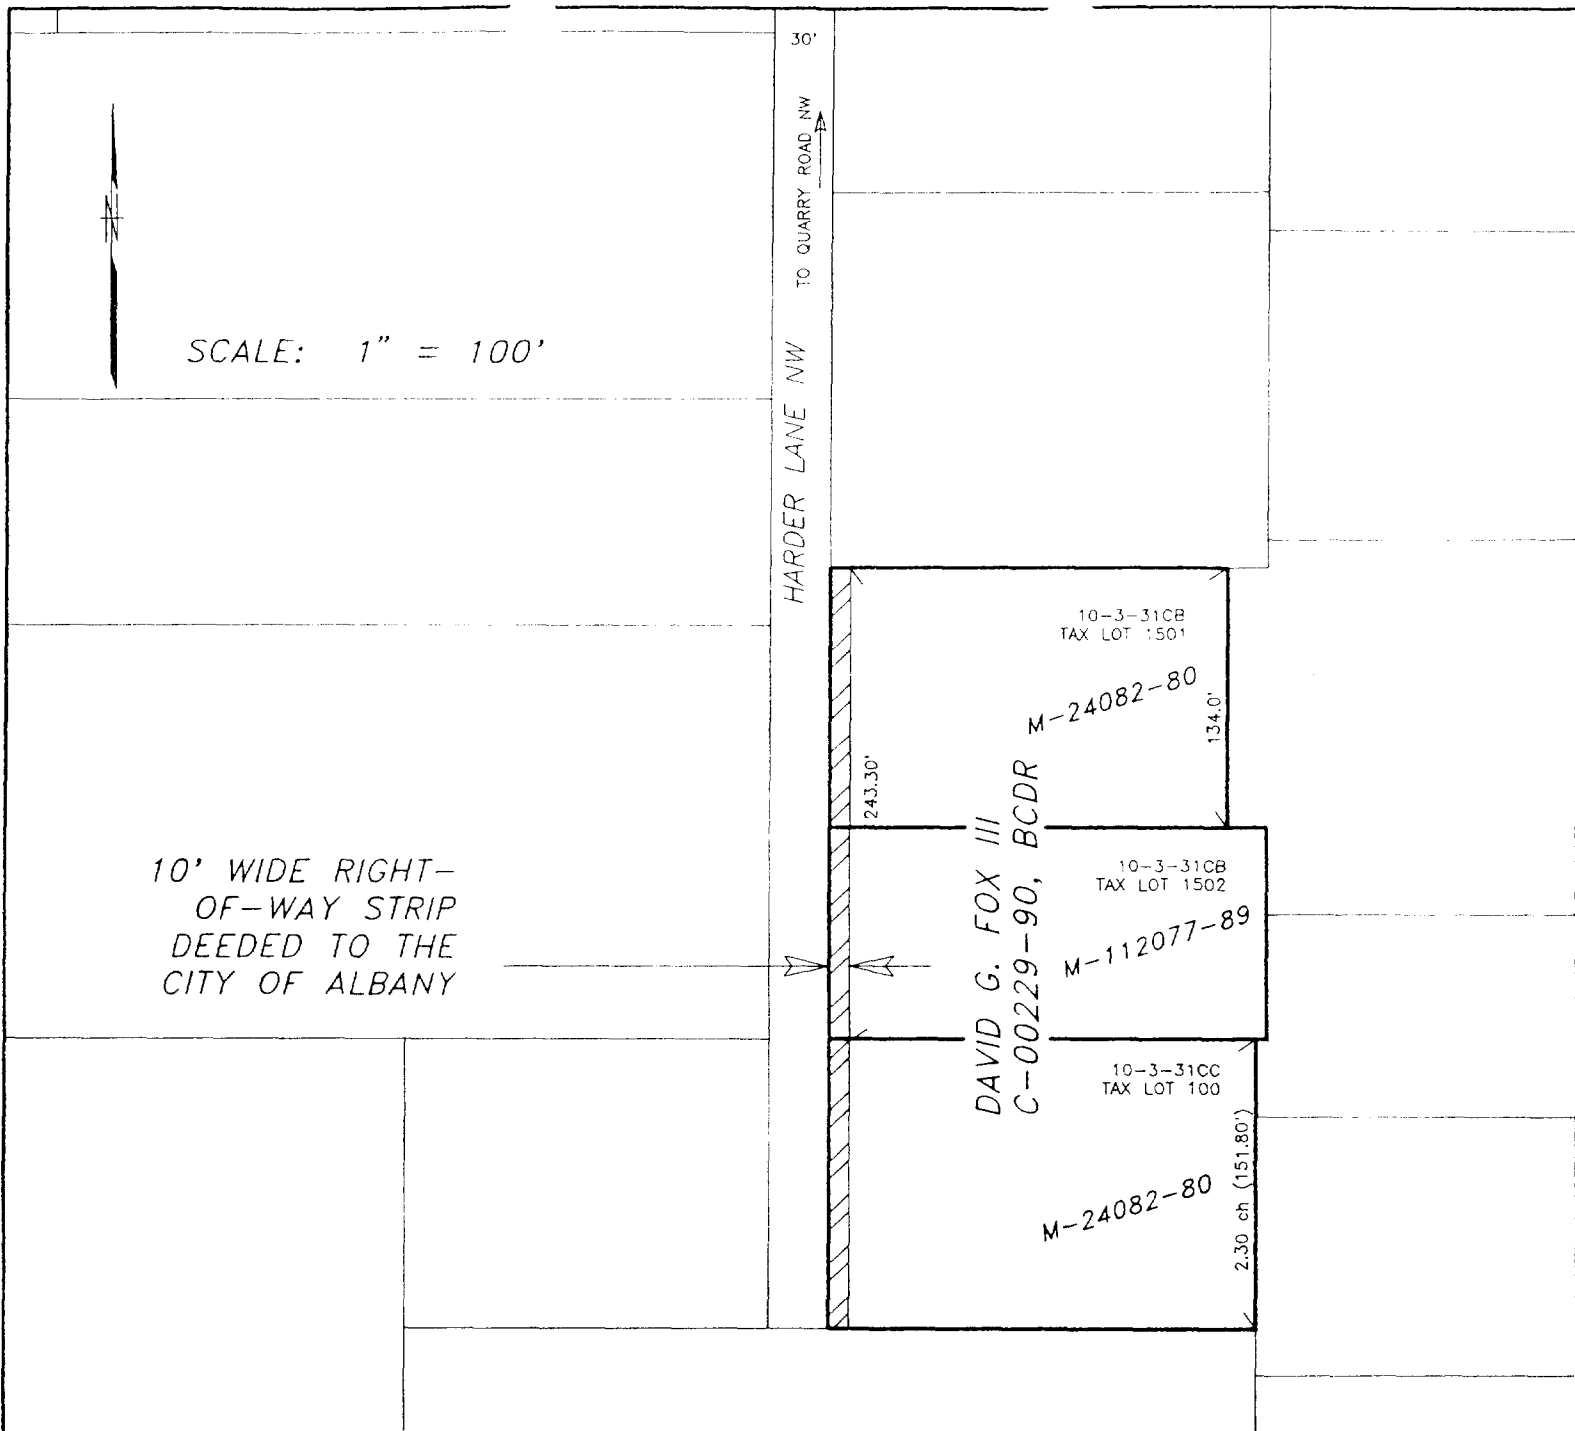 30'
TO QUARRY ROAD NW
N
SCALE: 1" = 100'
HARDER LANE NW
10-3-31CB
TAX LOT 1501
M-24082-80
134.0'
243.30'
DAVID G. FOX III
C-00229-90, BCDR
10-3-31CB
TAX LOT 1502
M-112077-89
10' WIDE RIGHT-
OF-WAY STRIP
DEEDED TO THE
CITY OF ALBANY
10-3-31CC
TAX LOT 100
M-24082-80
2.30 ch (151.80')